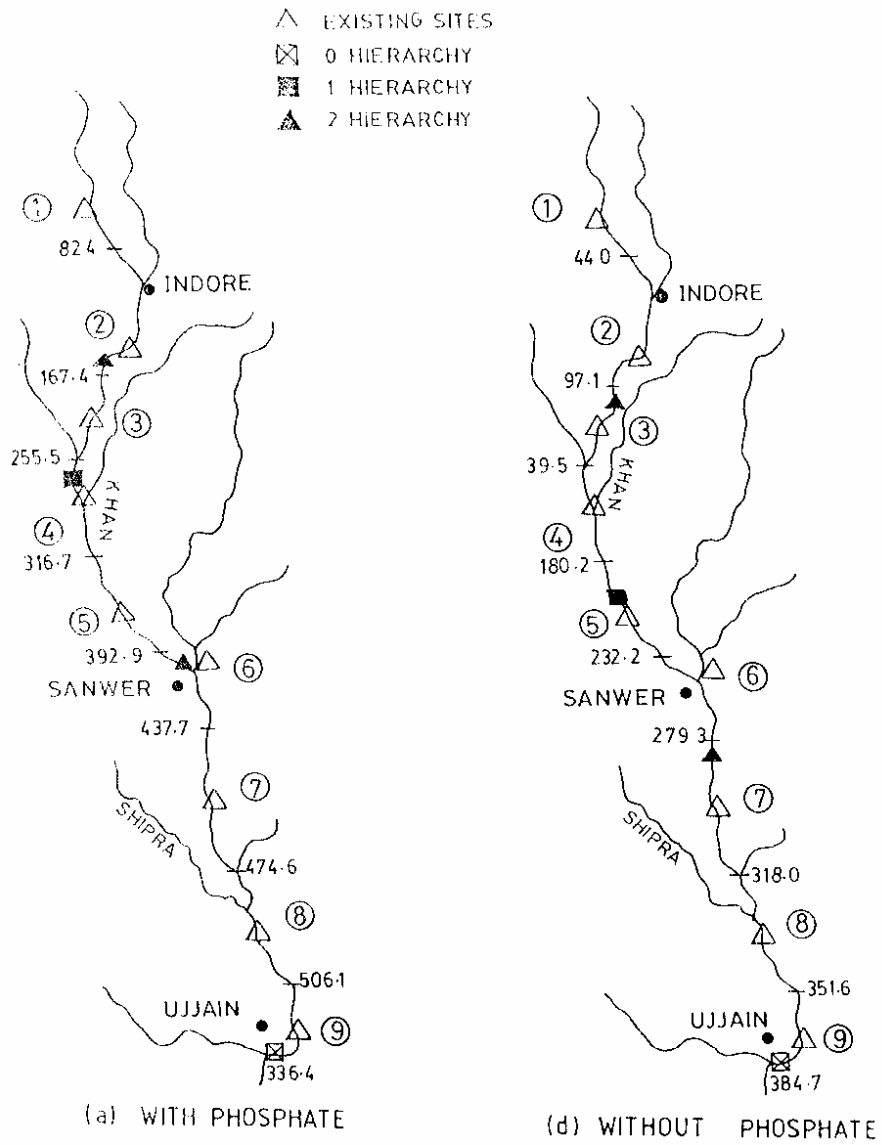 EXISTING SITES
0 HIERARCHY
1 HIERARCHY
2 HIERARCHY
1
82.4
INDORE
2
167.4
3
255.5
KHAN
4
316.7
5
392.9
6
SANWER
437.7
7
SHIPRA
474.6
8
506.1
UJJAIN
9
336.4
(a) WITH PHOSPHATE
1
44.0
INDORE
2
97.1
3
39.5
KHAN
4
180.2
5
232.2
6
SANWER
279.3
7
SHIPRA
318.0
8
351.6
UJJAIN
9
384.7
(d) WITHOUT PHOSPHATE